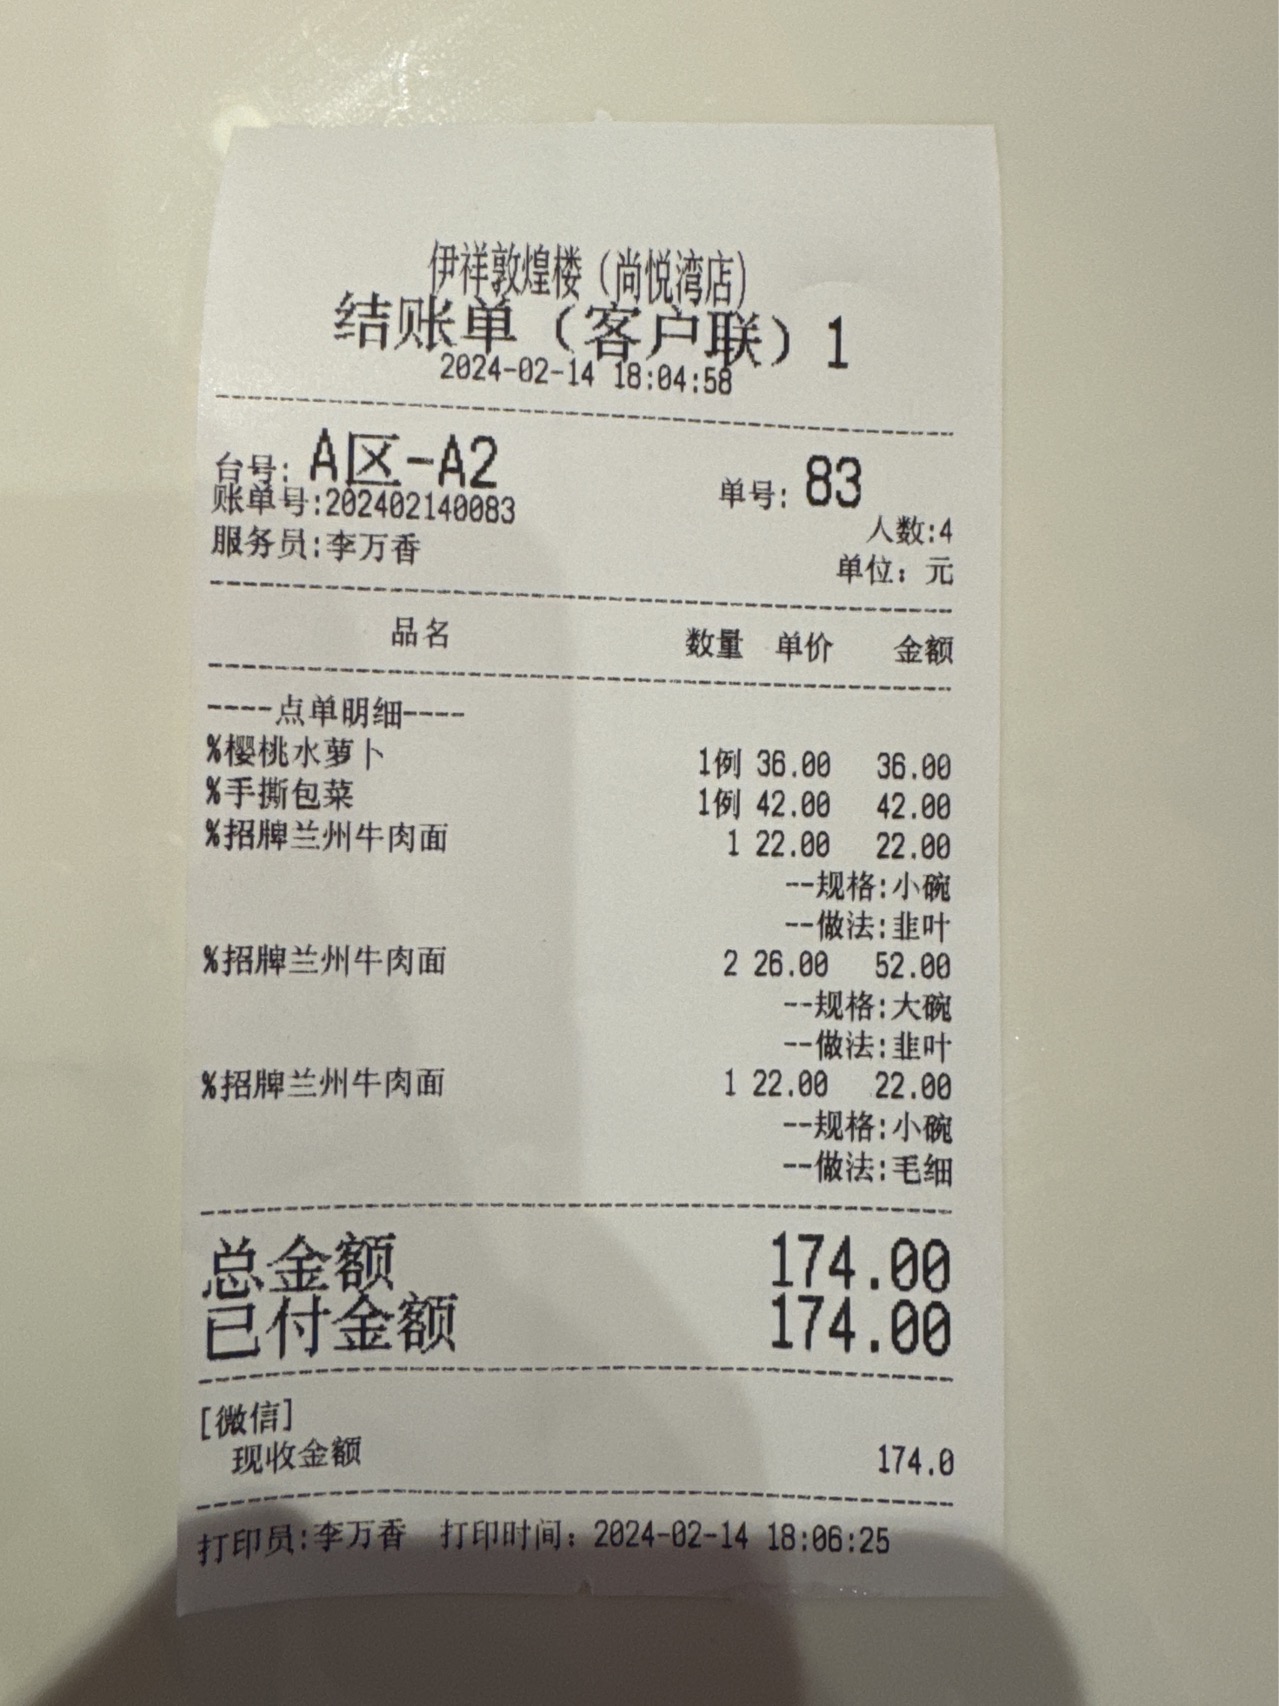 伊祥敦煌楼（尚悦湾店）
结账单（客户联）1
2024-02-14 18:04:58
台号: A区-A2 单号: 83
账单号:202402140083
人数:4
服务员:李万香
单位：元
品名 数量 单价 金额
----点单明细----
%樱桃水萝卜 1例 36.00 36.00
%手撕包菜 1例 42.00 42.00
%招牌兰州牛肉面 1 22.00 22.00
--规格:小碗
--做法:韭叶
%招牌兰州牛肉面 2 26.00 52.00
--规格:大碗
--做法:韭叶
%招牌兰州牛肉面 1 22.00 22.00
--规格:小碗
--做法:毛细
总金额 174.00
已付金额 174.00
[微信]
现收金额 174.0
打印员:李万香 打印时间：2024-02-14 18:06:25